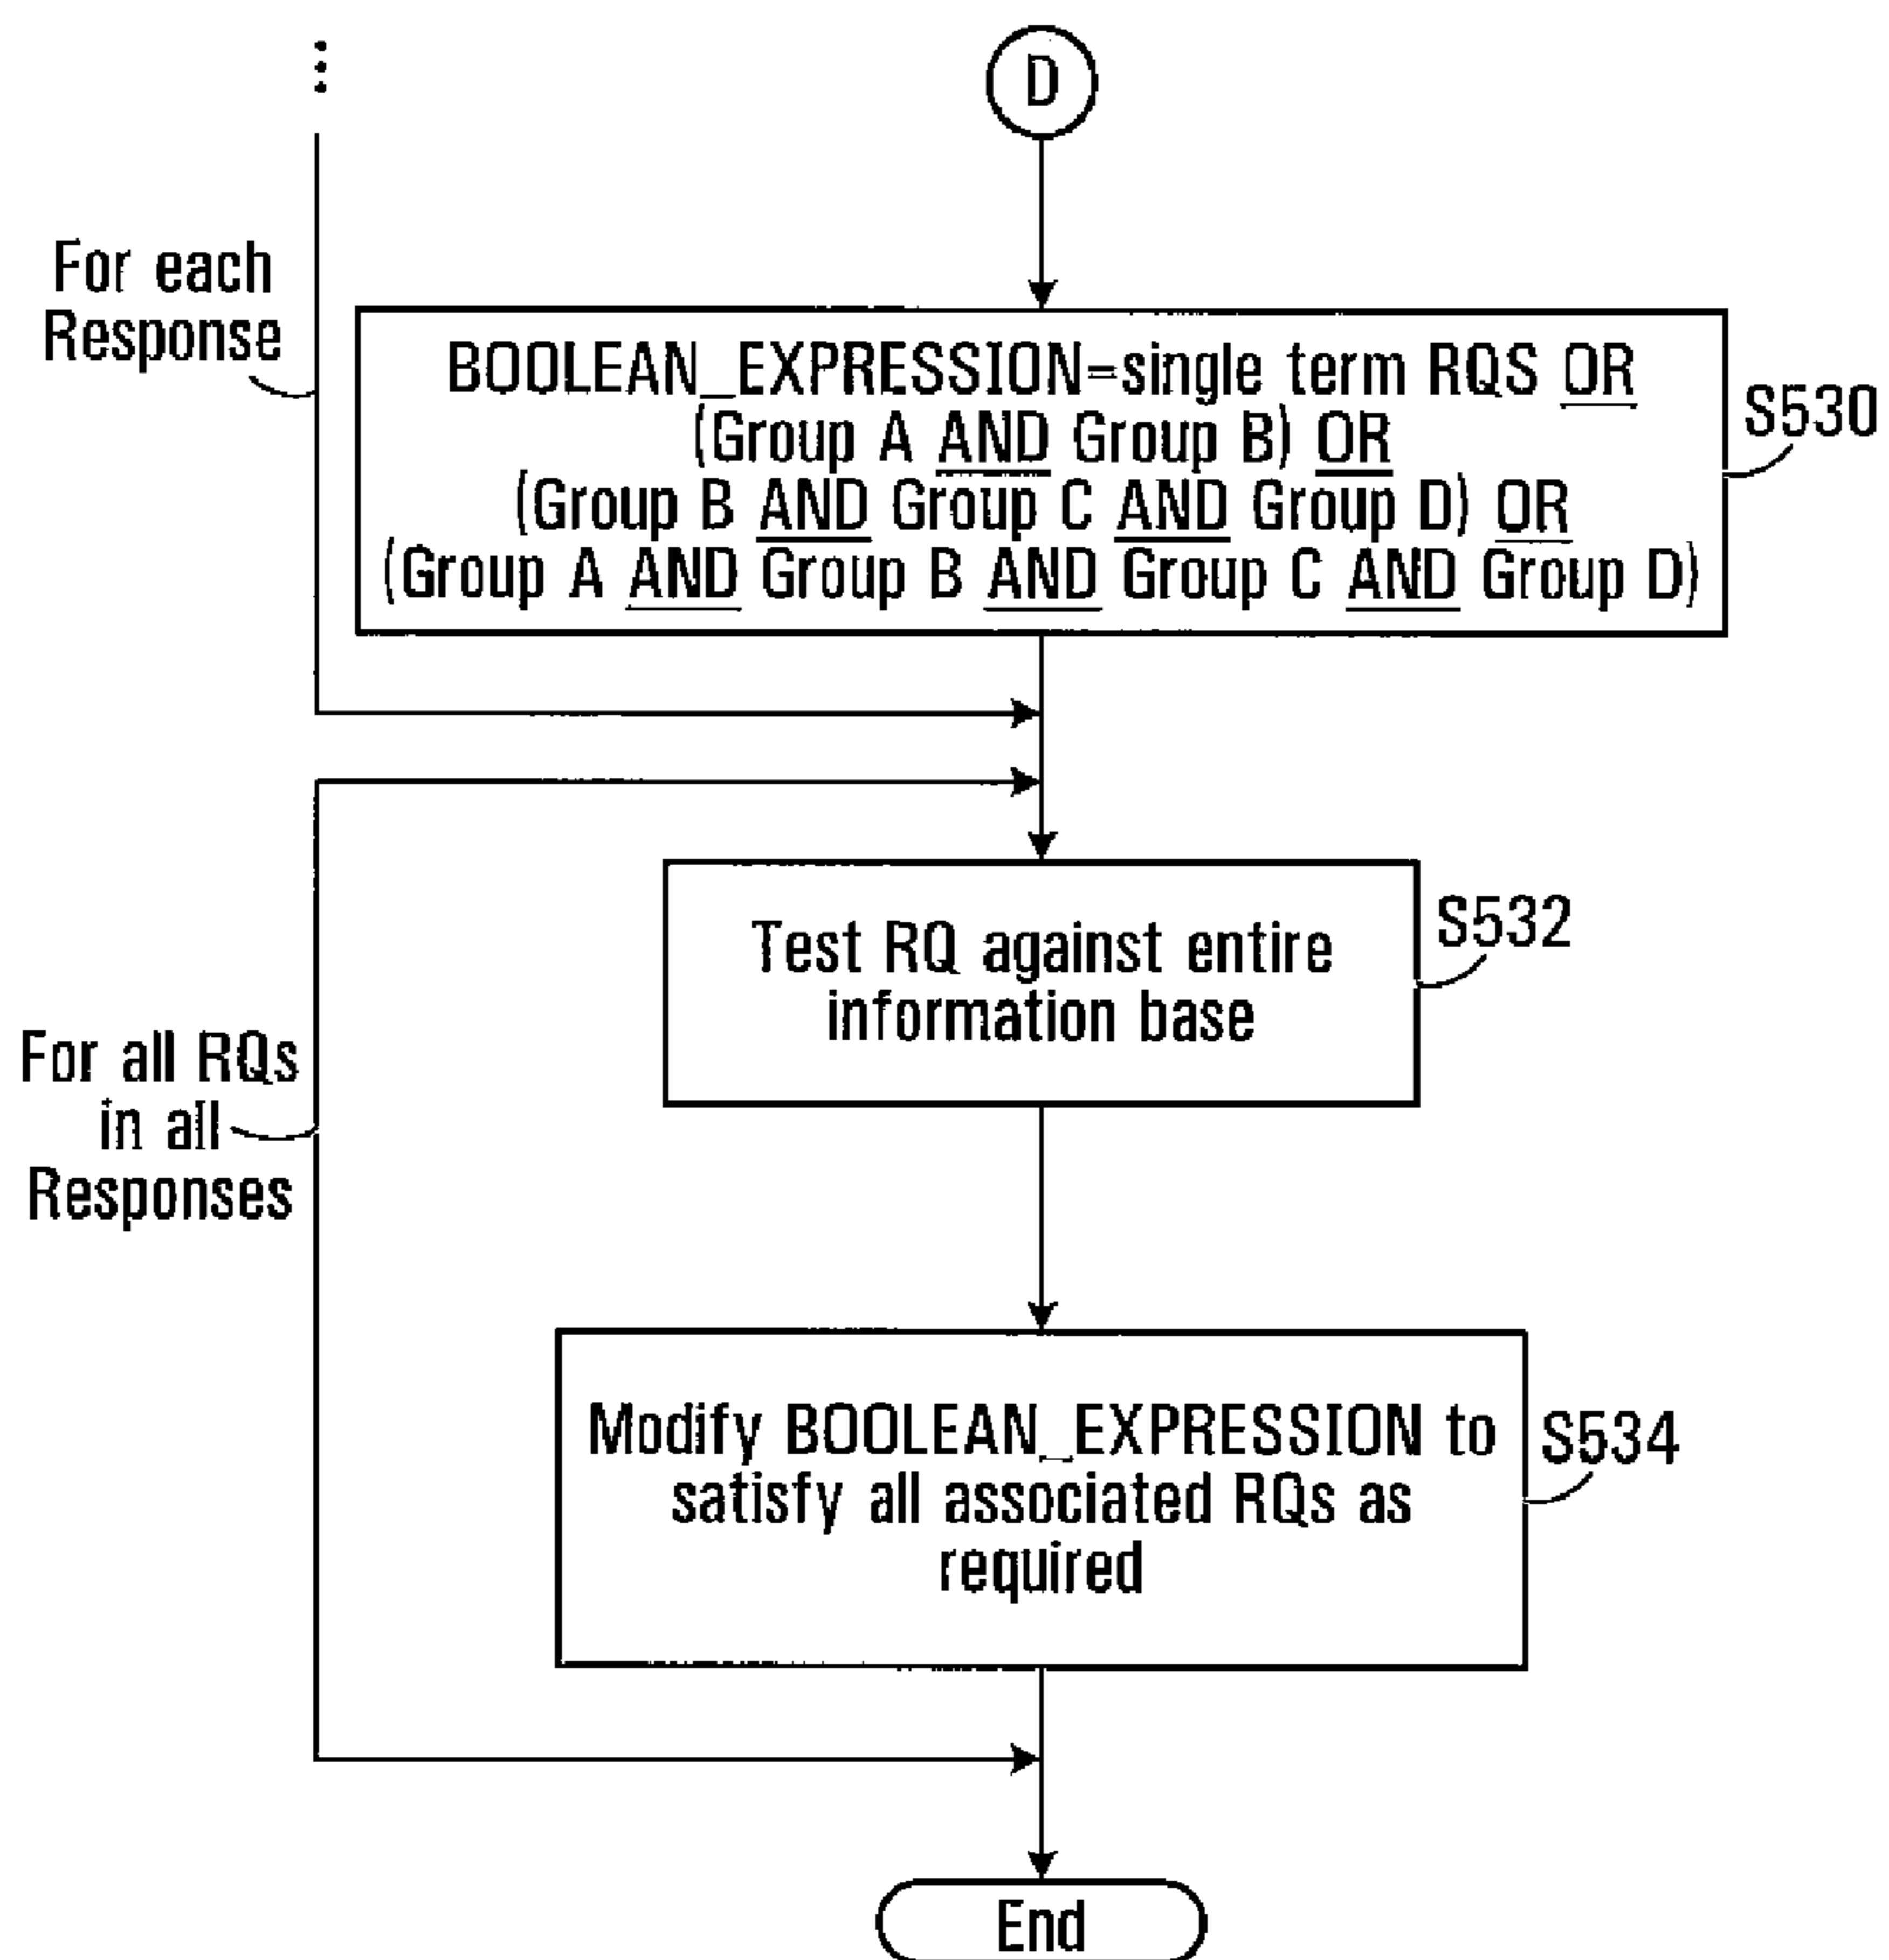 D
For each
Response
BOOLEAN_EXPRESSION=single term RQS OR
(Group A AND Group B) OR
(Group B AND Group C AND Group D) OR
(Group A AND Group B AND Group C AND Group D)
S530
Test RQ against entire
information base
S532
For all RQs
in all
Responses
Modify BOOLEAN_EXPRESSION to
satisfy all associated RQs as
required
S534
End